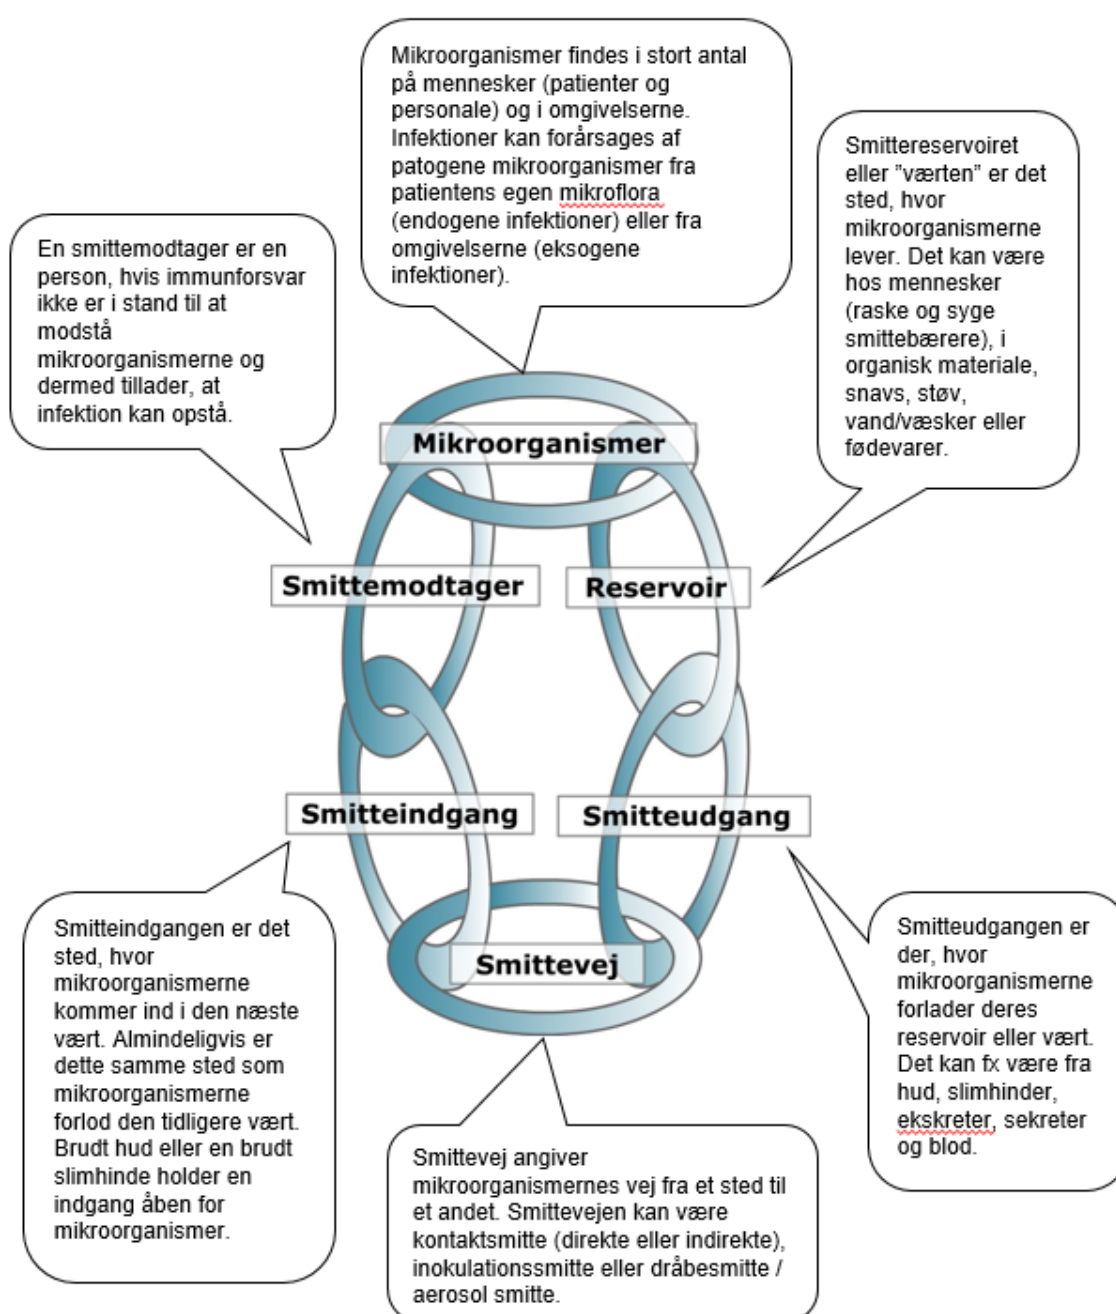 Mikroorganismer findes i stort antal
på mennesker (patienter og
personale) og i omgivelserne.
Infektioner kan forårsages af
patogene mikroorganismer fra
patientens egen mikroflora
(endogene infektioner) eller fra
omgivelserne (eksogene
infektioner).
Smittereservoiret
eller ”værten” er det
sted, hvor
mikroorganismerne
lever. Det kan være
hos mennesker
(raske og syge
smittebærere), i
organisk materiale,
snavs, støv,
vand/væsker eller
fødevarer.
En smittemodtager er en
person, hvis immunforsvar
ikke er i stand til at
modstå
mikroorganismerne og
dermed tillader, at
infektion kan opstå.
Mikroorganismer
Smittemodtager
Reservoir
Smitteindgang
Smitteudgang
Smittevej
Smitteindgangen er det
sted, hvor
mikroorganismerne
kommer ind i den næste
vært. Almindeligvis er
dette samme sted som
mikroorganismerne
forlod den tidligere vært.
Brudt hud eller en brudt
slimhinde holder en
indgang åben for
mikroorganismer.
Smitteudgangen er
der, hvor
mikroorganismerne
forlader deres
reservoir eller vært.
Det kan fx være fra
hud, slimhinder,
ekskreter, sekreter
og blod.
Smittevej angiver
mikroorganismernes vej fra et sted til
et andet. Smittevejen kan være
kontaktsmitte (direkte eller indirekte),
inokulationssmitte eller dråbesmitte /
aerosol smitte.